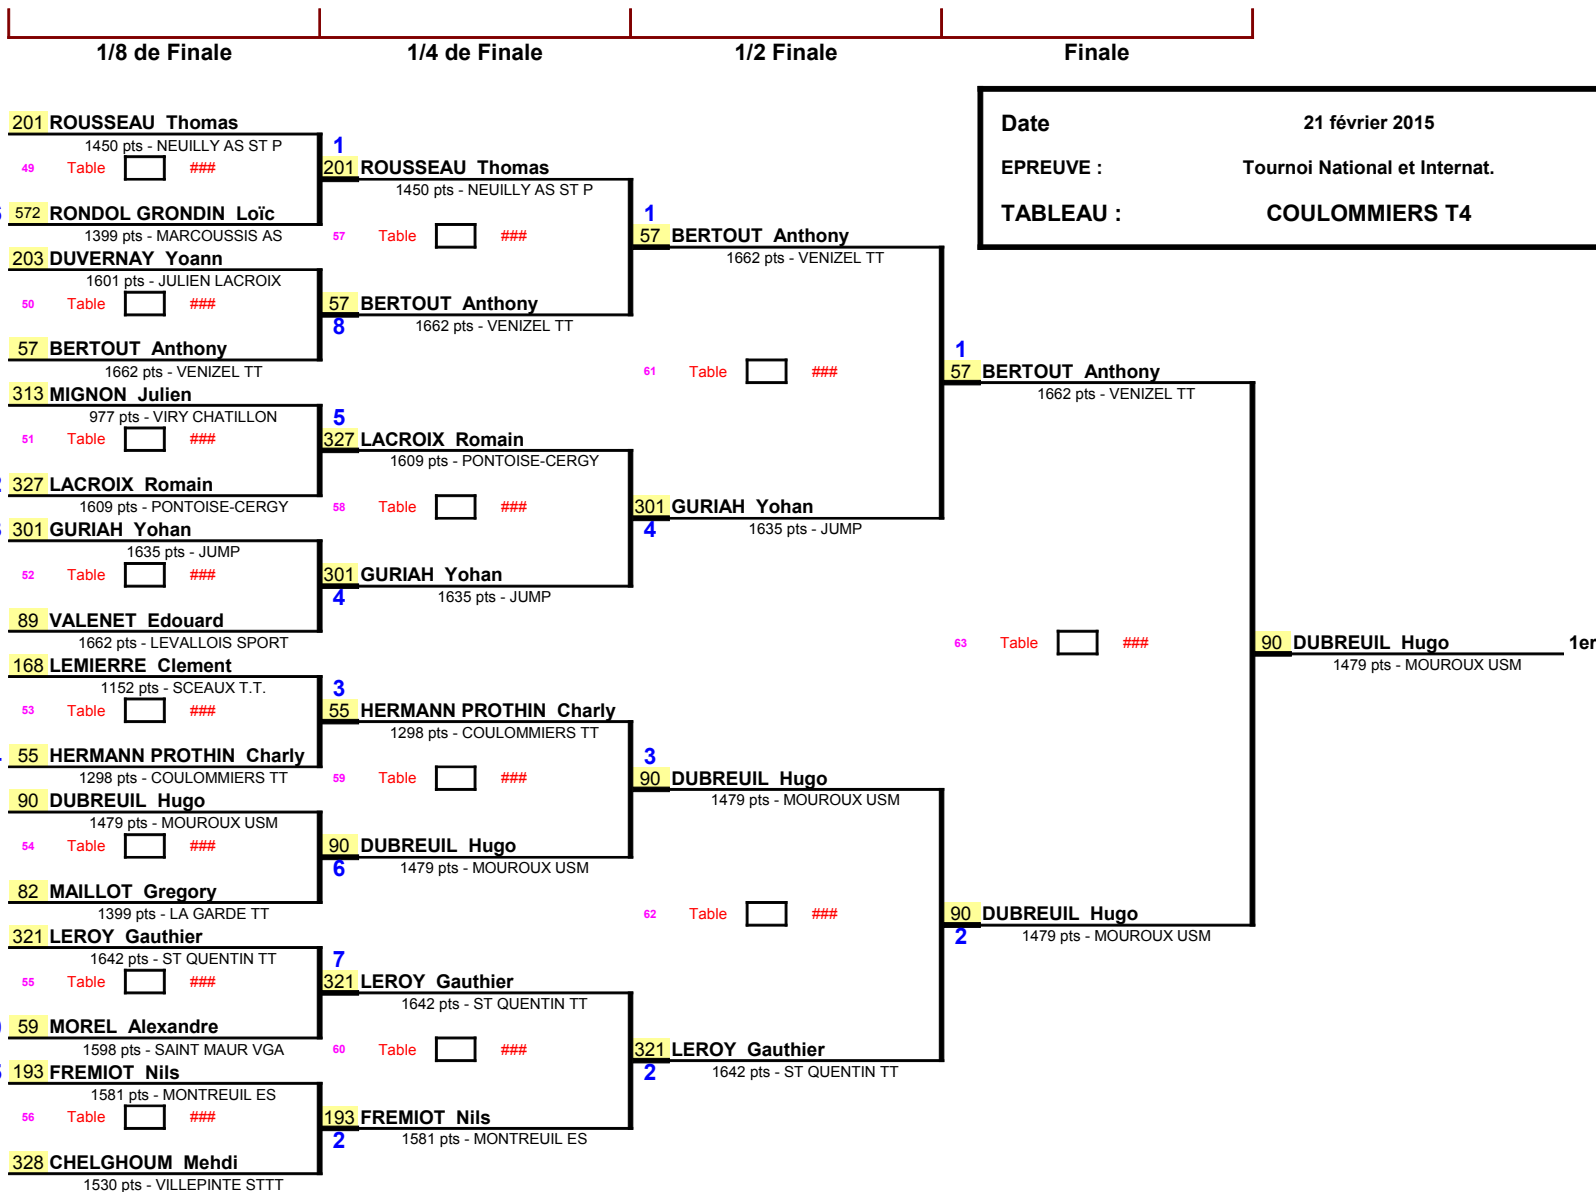 1/8 de Finale
1/4 de Finale
1/2 Finale
Finale
Date 21 février 2015
EPREUVE : Tournoi National et Internat.
TABLEAU : COULOMMIERS T4
201 ROUSSEAU Thomas
1450 pts - NEUILLY AS ST P
49 Table ###
572 RONDOL GRONDIN Loïc
1399 pts - MARCOUSSIS AS
203 DUVERNAY Yoann
1601 pts - JULIEN LACROIX
50 Table ###
57 BERTOUT Anthony
1662 pts - VENIZEL TT
313 MIGNON Julien
977 pts - VIRY CHATILLON
51 Table ###
327 LACROIX Romain
1609 pts - PONTOISE-CERGY
301 GURIAH Yohan
1635 pts - JUMP
52 Table ###
89 VALENET Edouard
1662 pts - LEVALLOIS SPORT
168 LEMIERRE Clement
1152 pts - SCEAUX T.T.
53 Table ###
55 HERMANN PROTHIN Charly
1298 pts - COULOMMIERS TT
90 DUBREUIL Hugo
1479 pts - MOUROUX USM
54 Table ###
82 MAILLOT Gregory
1399 pts - LA GARDE TT
321 LEROY Gauthier
1642 pts - ST QUENTIN TT
55 Table ###
59 MOREL Alexandre
1598 pts - SAINT MAUR VGA
193 FREMIOT Nils
1581 pts - MONTREUIL ES
56 Table ###
328 CHELGHOUM Mehdi
1530 pts - VILLEPINTE STTT
1
201 ROUSSEAU Thomas
1450 pts - NEUILLY AS ST P
57 Table ###
57 BERTOUT Anthony
8
1662 pts - VENIZEL TT
5
327 LACROIX Romain
1609 pts - PONTOISE-CERGY
58 Table ###
301 GURIAH Yohan
4
1635 pts - JUMP
3
55 HERMANN PROTHIN Charly
1298 pts - COULOMMIERS TT
59 Table ###
90 DUBREUIL Hugo
6
1479 pts - MOUROUX USM
7
321 LEROY Gauthier
1642 pts - ST QUENTIN TT
60 Table ###
193 FREMIOT Nils
2
1581 pts - MONTREUIL ES
1
57 BERTOUT Anthony
1662 pts - VENIZEL TT
61 Table ###
301 GURIAH Yohan
4
1635 pts - JUMP
3
90 DUBREUIL Hugo
1479 pts - MOUROUX USM
62 Table ###
321 LEROY Gauthier
2
1642 pts - ST QUENTIN TT
1
57 BERTOUT Anthony
1662 pts - VENIZEL TT
63 Table ###
90 DUBREUIL Hugo
2
1479 pts - MOUROUX USM
90 DUBREUIL Hugo 1er
1479 pts - MOUROUX USM